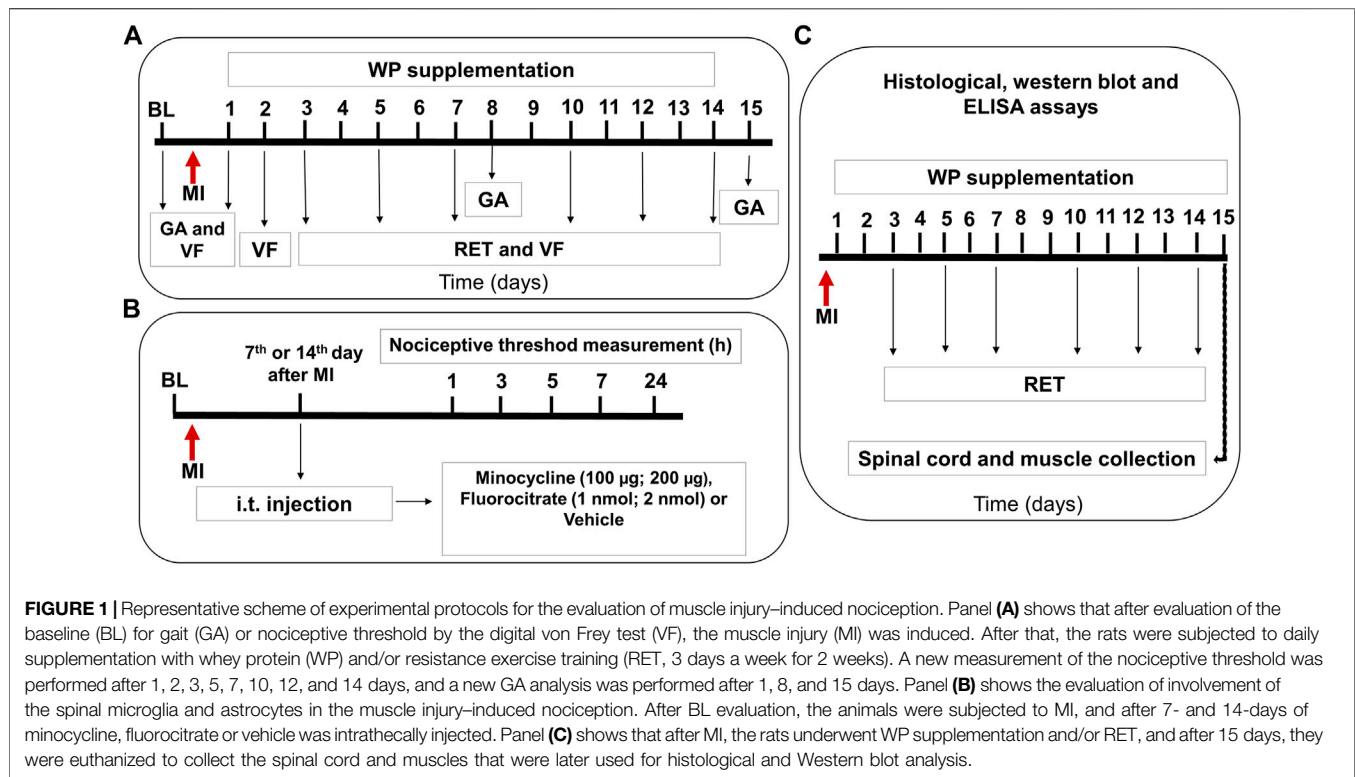 A
WP supplementation
BL 1 2 3 4 5 6 7 8 9 10 11 12 13 14 15
MI
GA and
VF
VF
RET and VF
GA
GA
Time (days)
B
Nociceptive threshod measurement (h)
7th or 14th day
after MI
BL 1 3 5 7 24
MI
i.t. injection
Minocycline (100 µg; 200 µg),
Fluorocitrate (1 nmol; 2 nmol) or
Vehicle
C
Histological, western blot and
ELISA assays
WP supplementation
1 2 3 4 5 6 7 8 9 10 11 12 13 14 15
MI
RET
Spinal cord and muscle collection
Time (days)
FIGURE 1 | Representative scheme of experimental protocols for the evaluation of muscle injury–induced nociception. Panel (A) shows that after evaluation of the
baseline (BL) for gait (GA) or nociceptive threshold by the digital von Frey test (VF), the muscle injury (MI) was induced. After that, the rats were subjected to daily
supplementation with whey protein (WP) and/or resistance exercise training (RET, 3 days a week for 2 weeks). A new measurement of the nociceptive threshold was
performed after 1, 2, 3, 5, 7, 10, 12, and 14 days, and a new GA analysis was performed after 1, 8, and 15 days. Panel (B) shows the evaluation of involvement of
the spinal microglia and astrocytes in the muscle injury–induced nociception. After BL evaluation, the animals were subjected to MI, and after 7- and 14-days of
minocycline, fluorocitrate or vehicle was intrathecally injected. Panel (C) shows that after MI, the rats underwent WP supplementation and/or RET, and after 15 days, they
were euthanized to collect the spinal cord and muscles that were later used for histological and Western blot analysis.